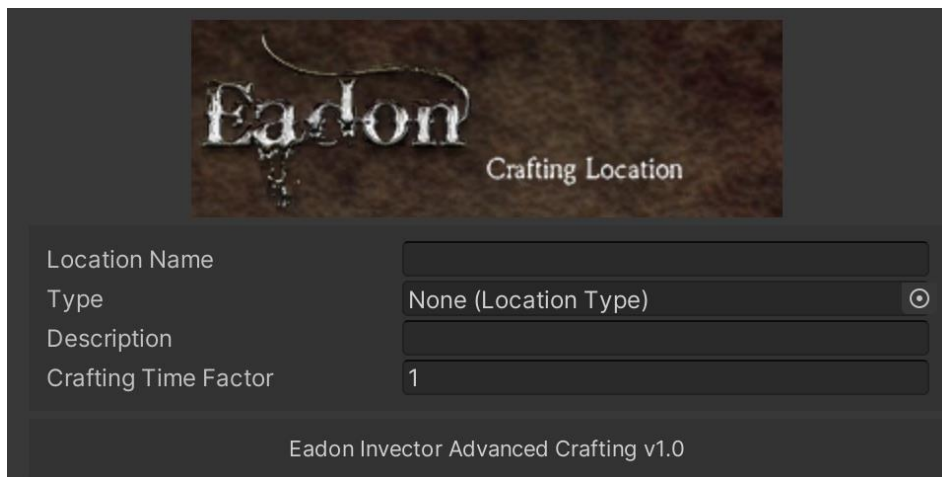 Eadon
Crafting Location
Location Name
Type None (Location Type)
Description
Crafting Time Factor 1
Eadon Invector Advanced Crafting v1.0